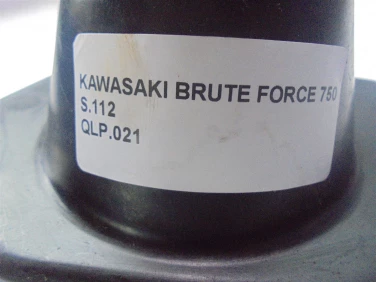 KAWASAKI BRUTE FORCE 750
S.112
QLP.021